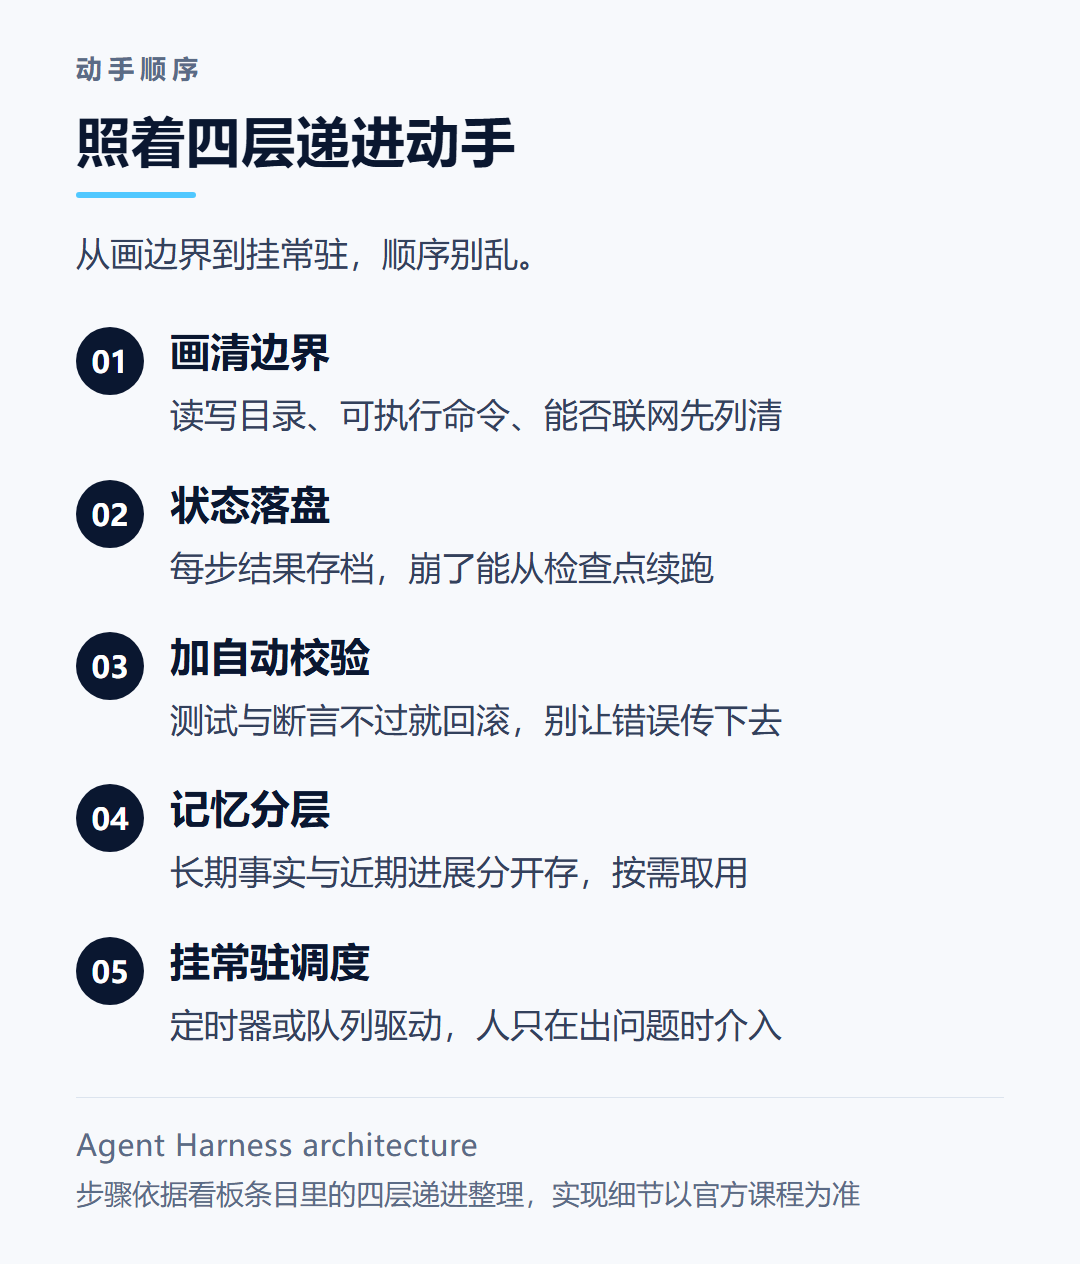 动手顺序
照着四层递进动手
从画边界到挂常驻，顺序别乱。
01
画清边界
读写目录、可执行命令、能否联网先列清
02
状态落盘
每步结果存档，崩了能从检查点续跑
03
加自动校验
测试与断言不过就回滚，别让错误传下去
04
记忆分层
长期事实与近期进展分开存，按需取用
05
挂常驻调度
定时器或队列驱动，人只在出问题时介入
Agent Harness architecture
步骤依据看板条目里的四层递进整理，实现细节以官方课程为准